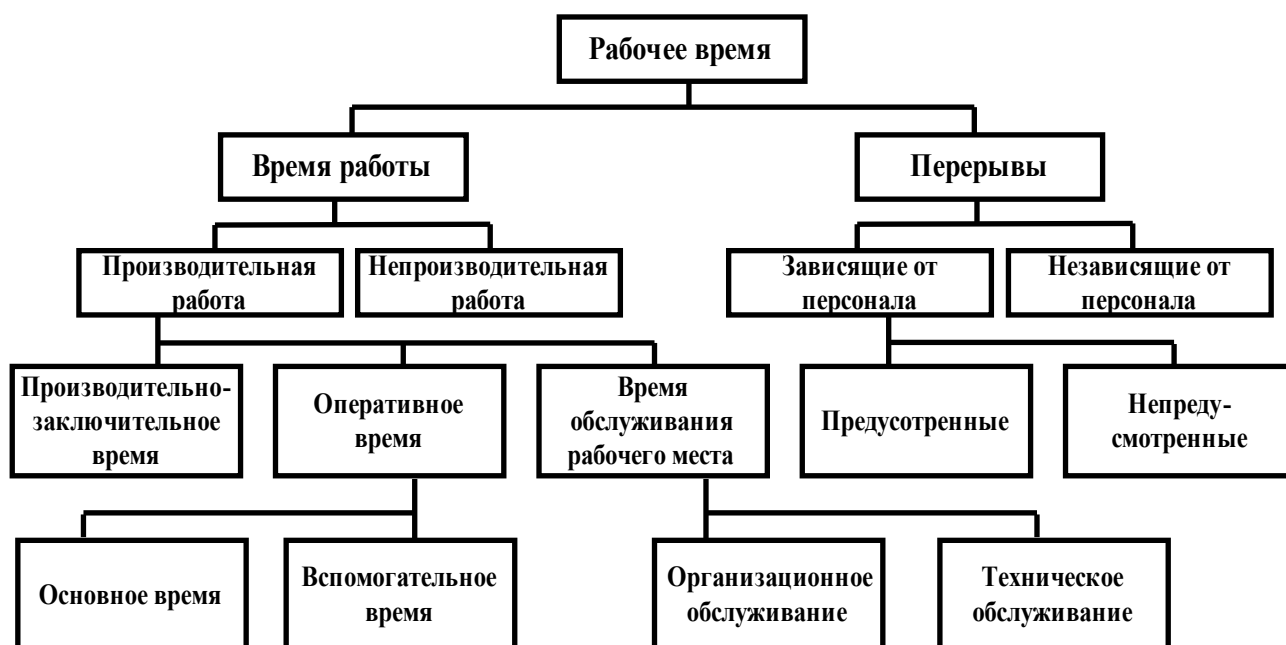 Рабочее время
Время работы
Перерывы
Производительная
работа
Непроизводительная
работа
Зависящие от
персонала
Независящие от
персонала
Производительно-
заключительное
время
Оперативное
время
Время
обслуживания
рабочего места
Предусотренные
Непреду-
смотренные
Основное время
Вспомогательное
время
Организационное
обслуживание
Техническое
обслуживание